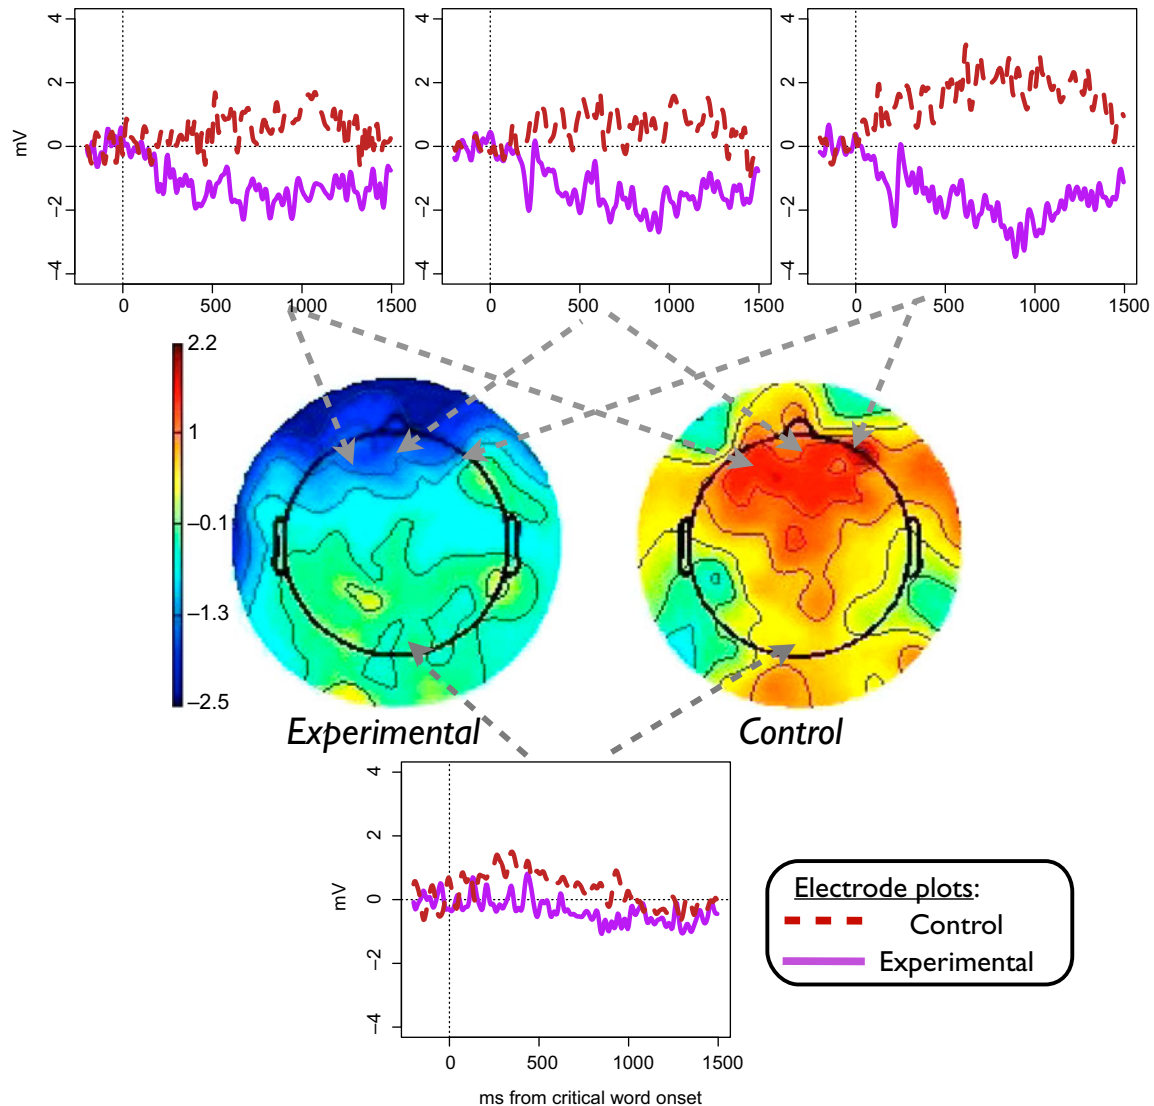 4 4 4
2 2 2
0 0 0
−2 −2 −2
−4 −4 −4
mV
0 500 1000 1500 0 500 1000 1500 0 500 1000 1500
2.2
1
−0.1
−1.3
−2.5
Experimental Control
4
2
0
−2
−4
mV
0 500 1000 1500
ms from critical word onset
Electrode plots:
Control
Experimental